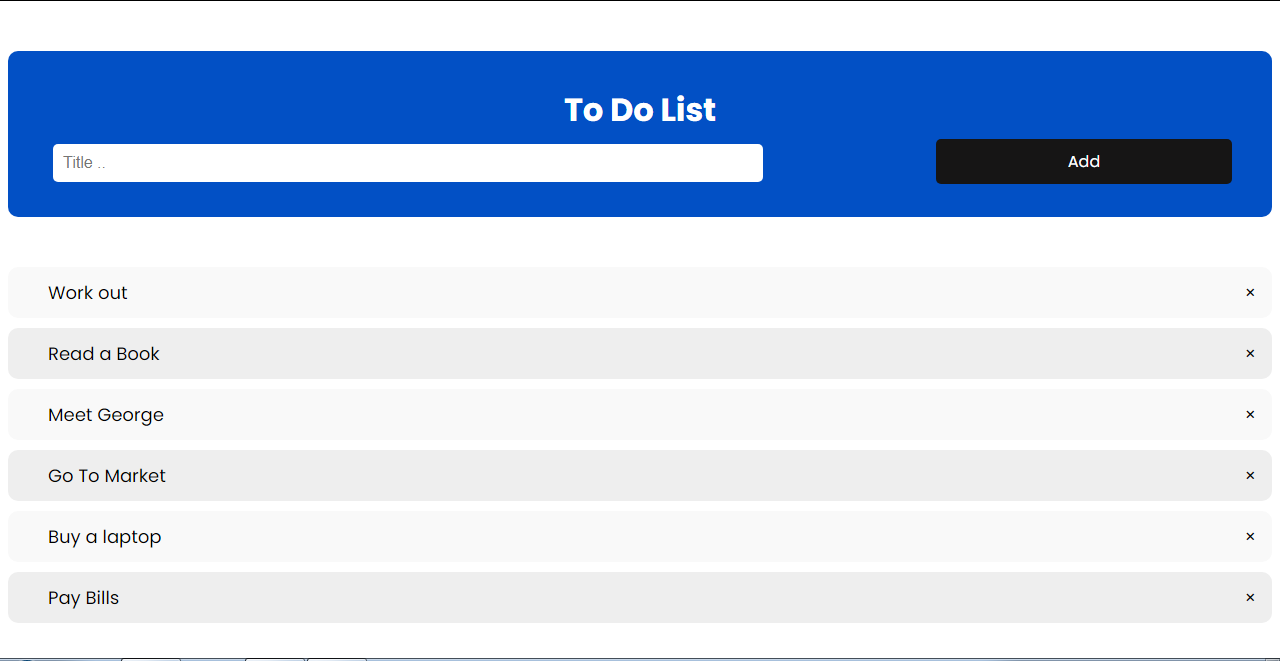 To Do List
Title ..
Add
Work out ×
Read a Book ×
Meet George ×
Go To Market ×
Buy a laptop ×
Pay Bills ×